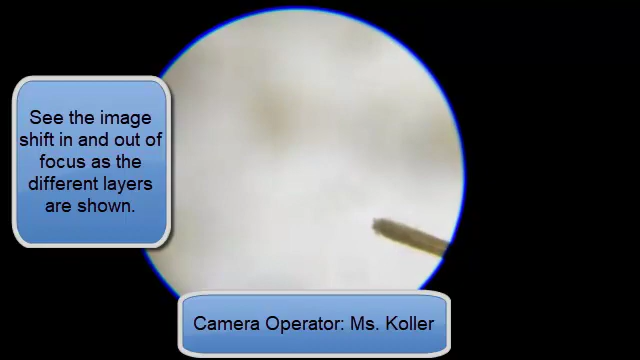 See the image
shift in and out of
focus as the
different layers
are shown.
Camera Operator: Ms. Koller